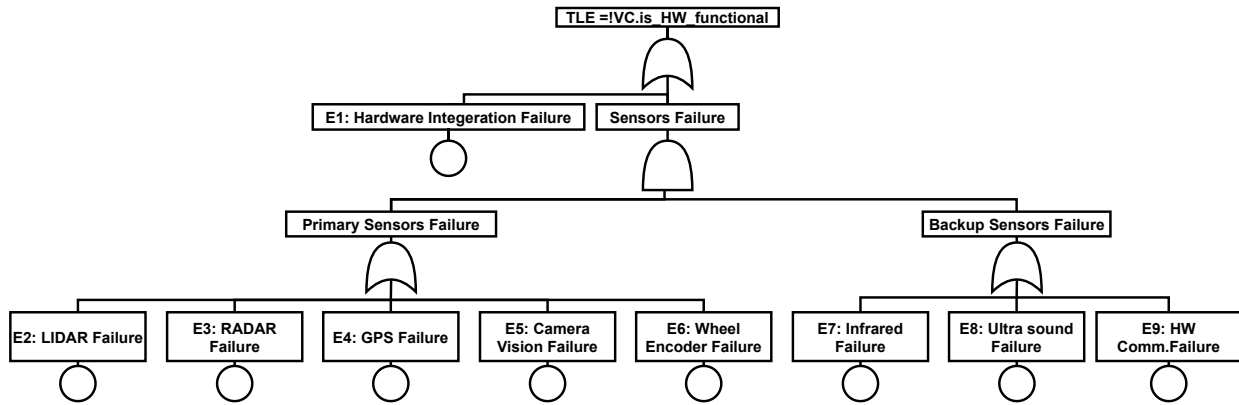 TLE =!VC.is_HW_functional
E1: Hardware Integeration Failure
Sensors Failure
Primary Sensors Failure
Backup Sensors Failure
E2: LIDAR Failure
E3: RADAR
Failure
E4: GPS Failure
E5: Camera
Vision Failure
E6: Wheel
Encoder Failure
E7: Infrared
Failure
E8: Ultra sound
Failure
E9: HW
Comm.Failure